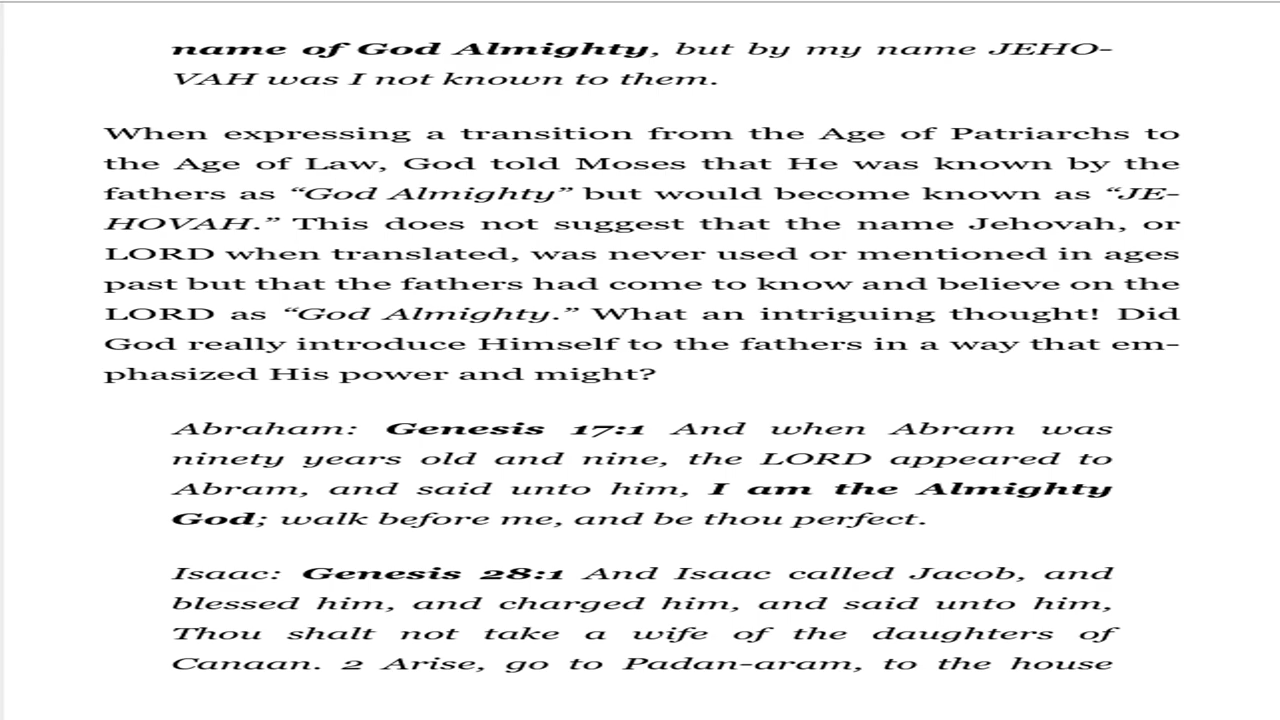 name of God Almighty, but by my name JEHO-
VAH was I not known to them.
When expressing a transition from the Age of Patriarchs to
the Age of Law, God told Moses that He was known by the
fathers as “God Almighty” but would become known as “JE-
HOVAH.” This does not suggest that the name Jehovah, or
LORD when translated, was never used or mentioned in ages
past but that the fathers had come to know and believe on the
LORD as “God Almighty.” What an intriguing thought! Did
God really introduce Himself to the fathers in a way that em-
phasized His power and might?
Abraham: Genesis 17:1 And when Abram was
ninety years old and nine, the LORD appeared to
Abram, and said unto him, I am the Almighty
God; walk before me, and be thou perfect.
Isaac: Genesis 28:1 And Isaac called Jacob, and
blessed him, and charged him, and said unto him,
Thou shalt not take a wife of the daughters of
Canaan. 2 Arise, go to Padan-aram, to the house